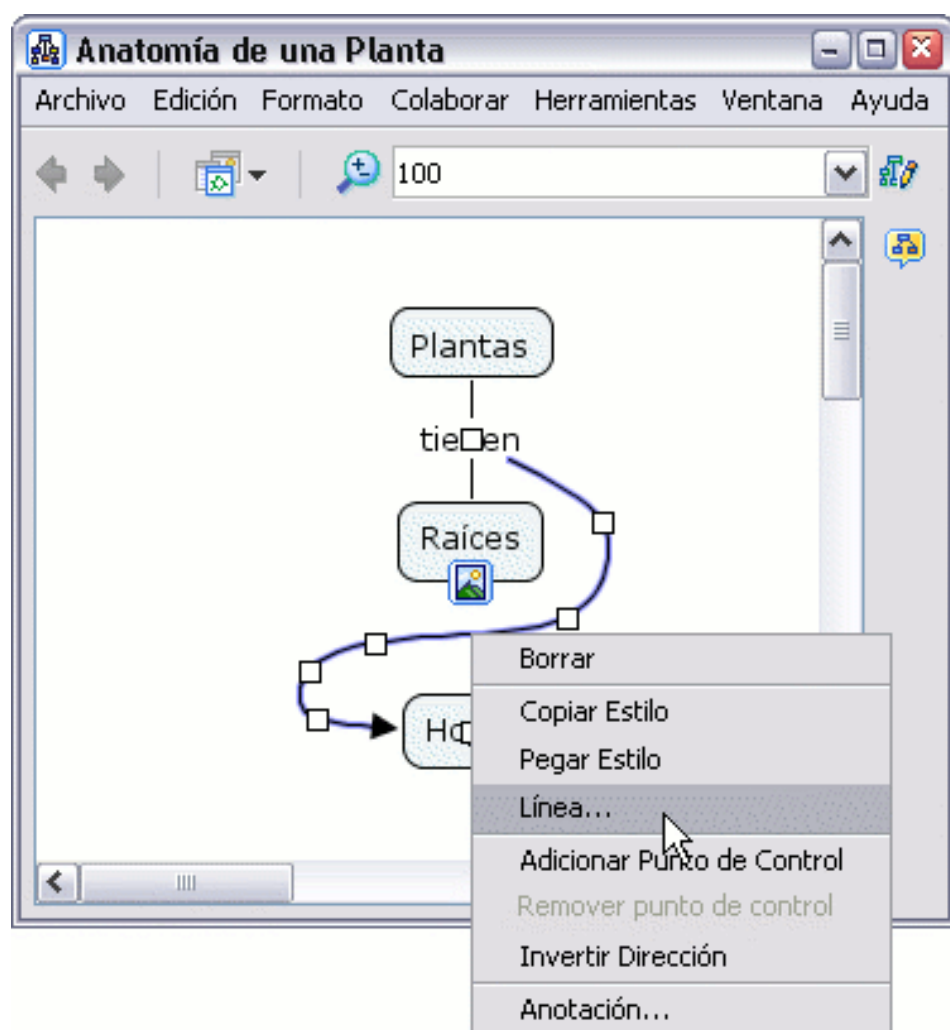 Anatomía de una Planta
Archivo Edición Formato Colaborar Herramientas Ventana Ayuda
100
Plantas
tienen
Raíces
Borrar
Copiar Estilo
Pegar Estilo
Línea...
Adicionar Punto de Control
Remover punto de control
Invertir Dirección
Anotación...